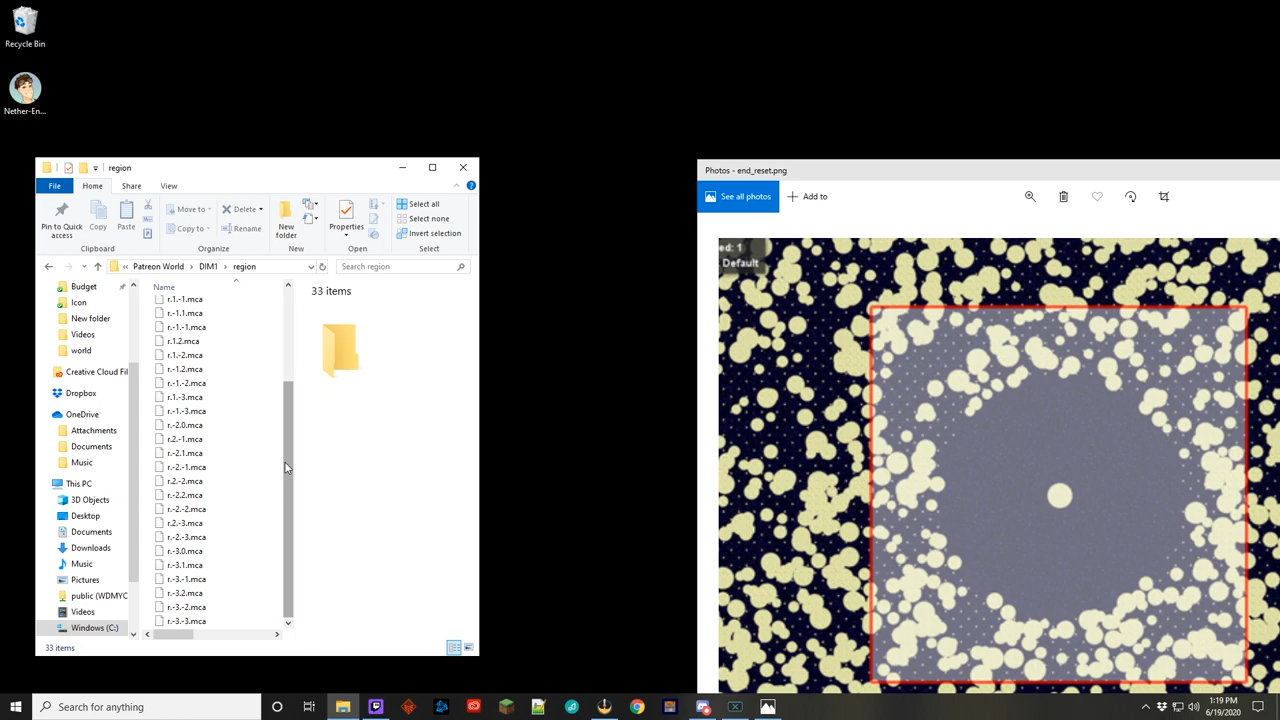 Recycle Bin
Nether-En...
region
File Home Share View
Pin to Quick access
Copy
Paste
Move to
Copy to
Delete
Rename
New folder
Properties
Select all
Select none
Invert selection
Clipboard Organize New Open Select
« Patreon World › DIM1 › region
Search region
Budget
Icon
New folder
Videos
world
Creative Cloud Fil
Dropbox
OneDrive
Attachments
Documents
Music
This PC
3D Objects
Desktop
Documents
Downloads
Music
Pictures
public (WDMYC
Videos
Windows (C:)
Name
r.1.-1.mca
r.-1.1.mca
r.-1.-1.mca
r.1.2.mca
r.1.-2.mca
r.-1.2.mca
r.-1.-2.mca
r.1.-3.mca
r.-1.-3.mca
r.-2.0.mca
r.2.-1.mca
r.-2.1.mca
r.-2.-1.mca
r.2.-2.mca
r.-2.2.mca
r.-2.-2.mca
r.2.-3.mca
r.-2.-3.mca
r.-3.0.mca
r.-3.1.mca
r.-3.-1.mca
r.-3.2.mca
r.-3.-2.mca
r.-3.-3.mca
33 items
33 items
Photos - end_reset.png
See all photos
Add to
ed: 1
Default
Search for anything
1:19 PM
6/19/2020